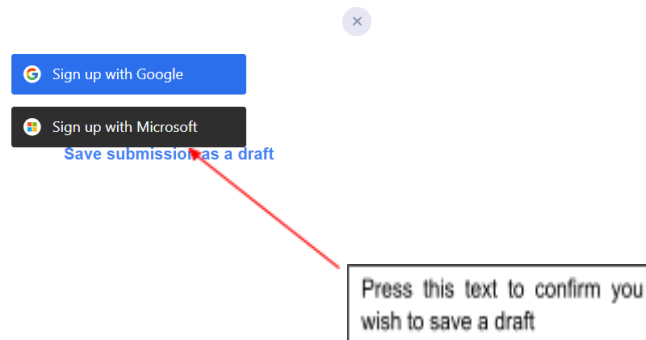 Sign up with Google
Sign up with Microsoft
Save submission as a draft
Press this text to confirm you
wish to save a draft